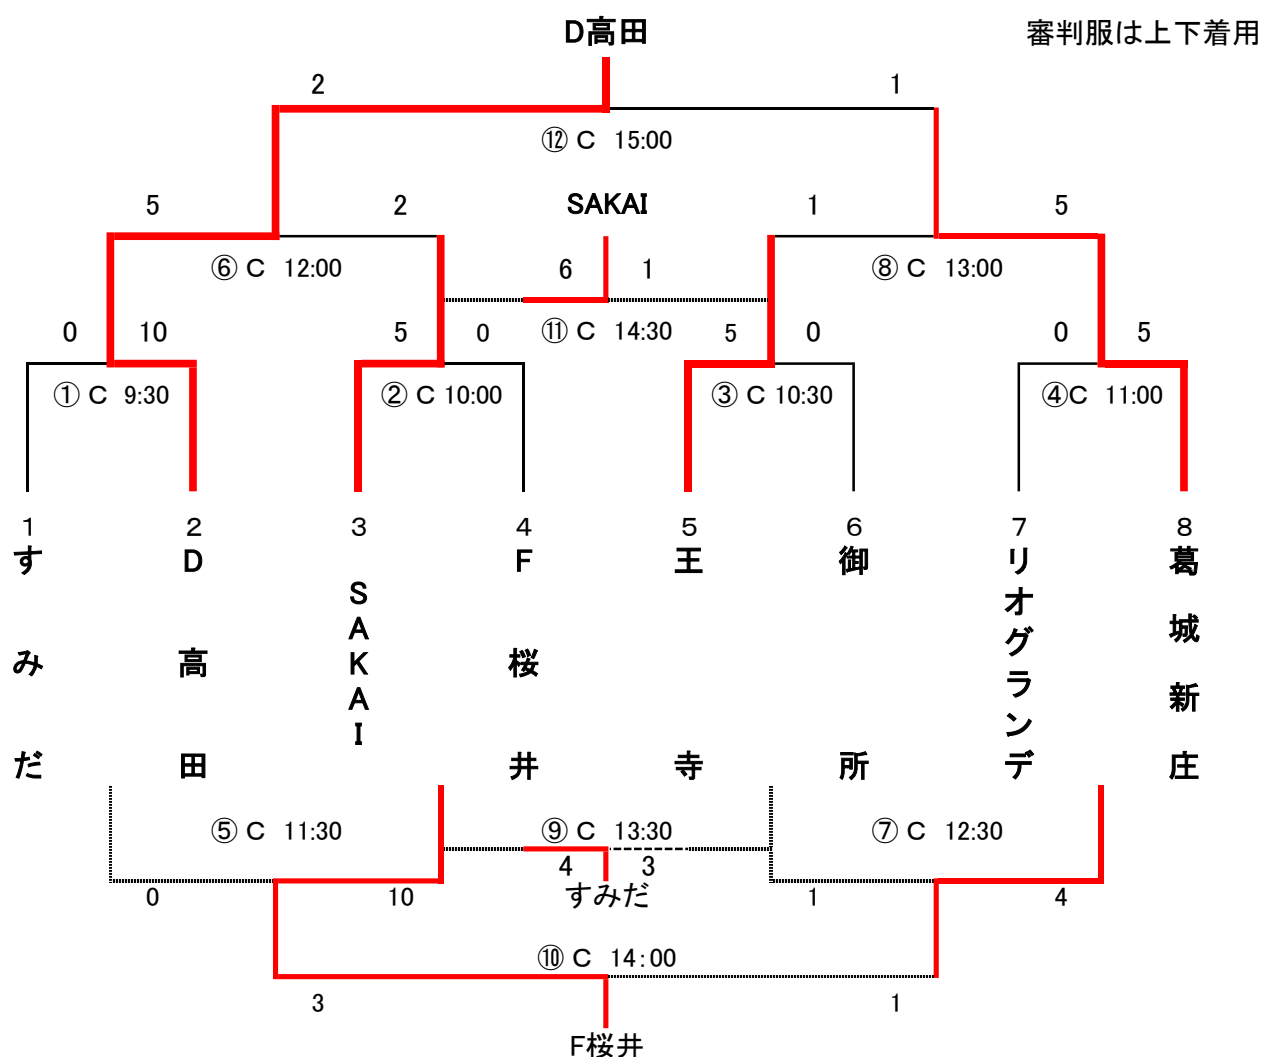 D高田
審判服は上下着用
2
1
⑫ C 15:00
5
2
SAKAI
1
5
⑥ C 12:00
6
1
⑧ C 13:00
0
10
5
0
⑪ C 14:30
5
0
0
5
① C 9:30
② C 10:00
③ C 10:30
④C 11:00
1
2
3
4
5
6
7
8
すみだ
D高田
SAKAI
F桜井
王寺
御所
リオグランデ
葛城新庄
⑤ C 11:30
⑨ C 13:30
⑦ C 12:30
4
3
すみだ
0
10
1
4
⑩ C 14:00
3
1
F桜井